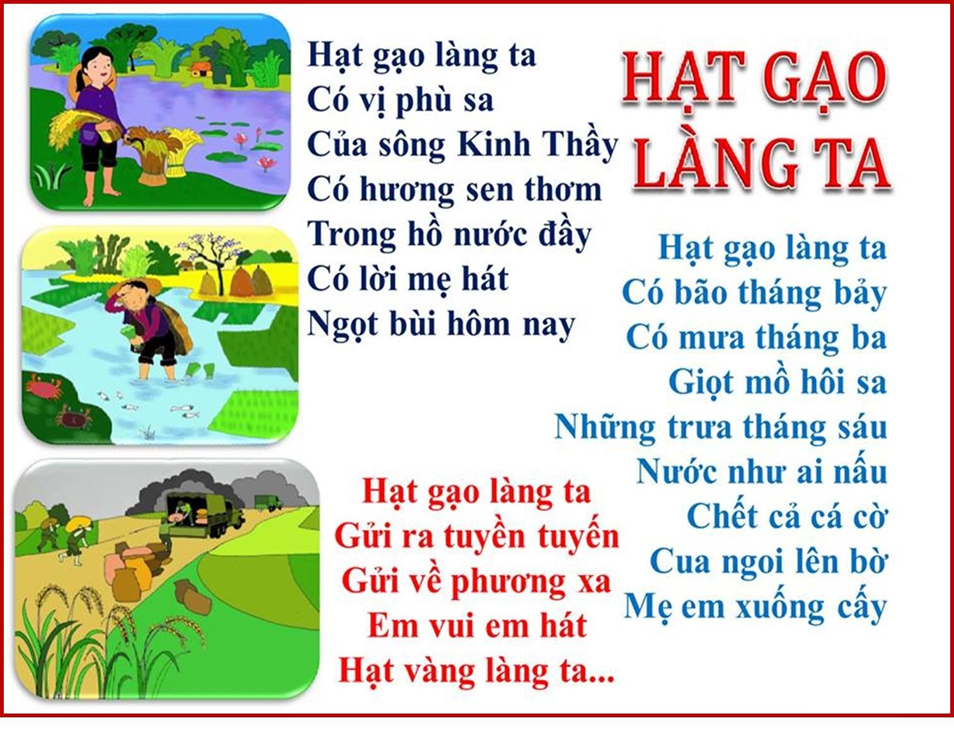 HẠT GẠO
LÀNG TA
Hạt gạo làng ta
Có vị phù sa
Của sông Kinh Thầy
Có hương sen thơm
Trong hồ nước đầy
Có lời mẹ hát
Ngọt bùi hôm nay
Hạt gạo làng ta
Có bão tháng bảy
Có mưa tháng ba
Giọt mồ hôi sa
Những trưa tháng sáu
Nước như ai nấu
Chết cả cá cờ
Cua ngoi lên bờ
Mẹ em xuống cấy
Hạt gạo làng ta
Gửi ra tuyền tuyến
Gửi về phương xa
Em vui em hát
Hạt vàng làng ta...